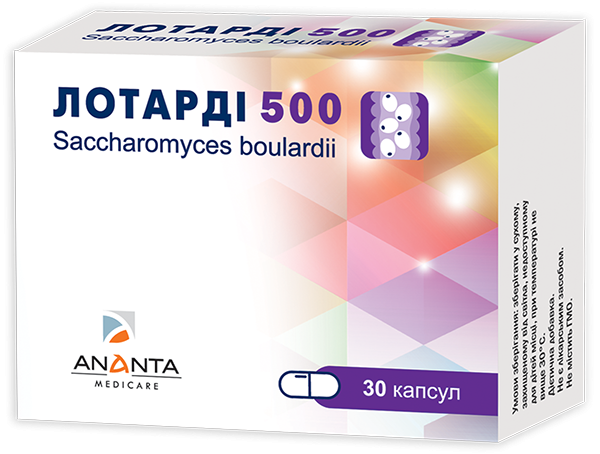 ЛОТАРДІ 500
Saccharomyces boulardii
ЛОТАРДІ 500
Saccharomyces boulardii
ANANTA
MEDICARE
30 капсул
Умови зберігання: зберігати у сухому,
захищеному від світла, недоступному
для дітей місці, при температурі не
вище 30° С.
Дієтична добавка.
Не є лікарським засобом.
Не містить ГМО.